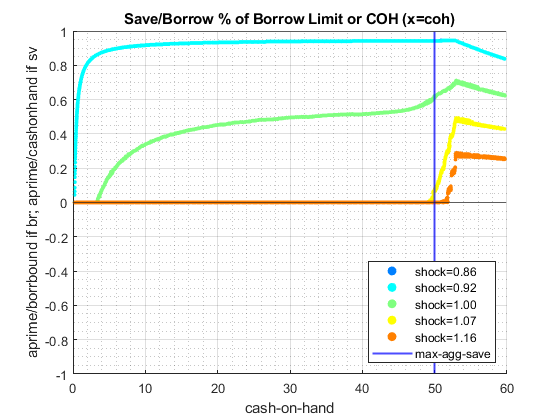 Save/Borrow % of Borrow Limit or COH (x=coh)
aprime/borrbound if br; aprime/cashonhand if sv
1
0.8
0.6
0.4
0.2
0
-0.2
-0.4
-0.6
-0.8
-1
shock=0.86
shock=0.92
shock=1.00
shock=1.07
shock=1.16
max-agg-save
0 10 20 30 40 50 60
cash-on-hand